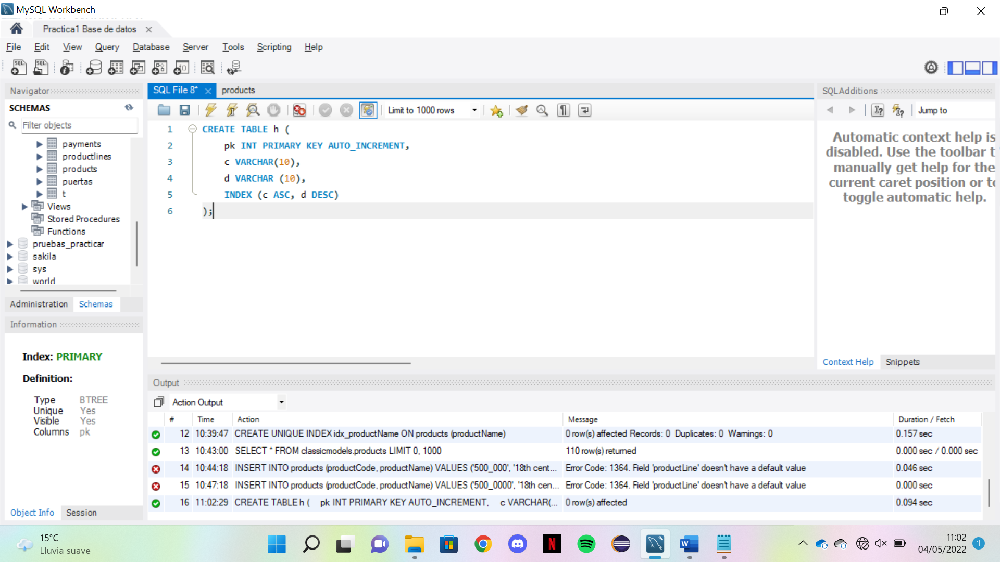 MySQL Workbench
Practica1 Base de datos
File Edit View Query Database Server Tools Scripting Help
Navigator
SCHEMAS
Filter objects
payments
productlines
products
puertas
t
Views
Stored Procedures
Functions
pruebas_practicar
sakila
sys
world
Administration Schemas
Information
Index: PRIMARY
Definition:
Type BTREE
Unique Yes
Visible Yes
Columns pk
Object Info Session
SQL File 8* products
Limit to 1000 rows
1 CREATE TABLE h (
2 pk INT PRIMARY KEY AUTO_INCREMENT,
3 c VARCHAR(10),
4 d VARCHAR (10),
5 INDEX (c ASC, d DESC)
6 );
SQLAdditions
Jump to
Automatic context help is
disabled. Use the toolbar t
manually get help for the
current caret position or to
toggle automatic help.
Context Help Snippets
Output
Action Output
# Time Action Message Duration / Fetch
12 10:39:47 CREATE UNIQUE INDEX idx_productName ON products (productName) 0 row(s) affected Records: 0 Duplicates: 0 Warnings: 0 0.157 sec
13 10:43:00 SELECT * FROM classicmodels.products LIMIT 0, 1000 110 row(s) returned 0.000 sec / 0.000 sec
14 10:44:18 INSERT INTO products (productCode, productName) VALUES ('500_000', '18th cent... Error Code: 1364. Field 'productLine' doesn't have a default value 0.046 sec
15 10:47:18 INSERT INTO products (productCode, productName) VALUES ('500_0000', '18th cen... Error Code: 1364. Field 'productLine' doesn't have a default value 0.000 sec
16 11:02:29 CREATE TABLE h ( pk INT PRIMARY KEY AUTO_INCREMENT, c VARCHAR(... 0 row(s) affected 0.094 sec
15°C
Lluvia suave
11:02
04/05/2022
1